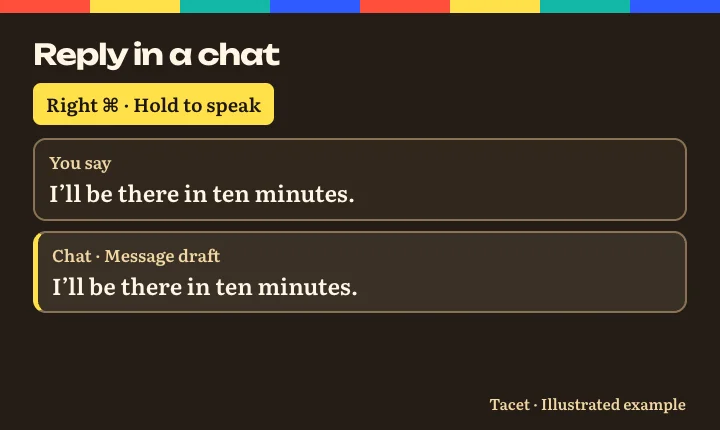 Reply in a chat
Right ⌘ · Hold to speak
You say
I’ll be there in ten minutes.
Chat · Message draft
I’ll be there in ten minutes.
Tacet · Illustrated example